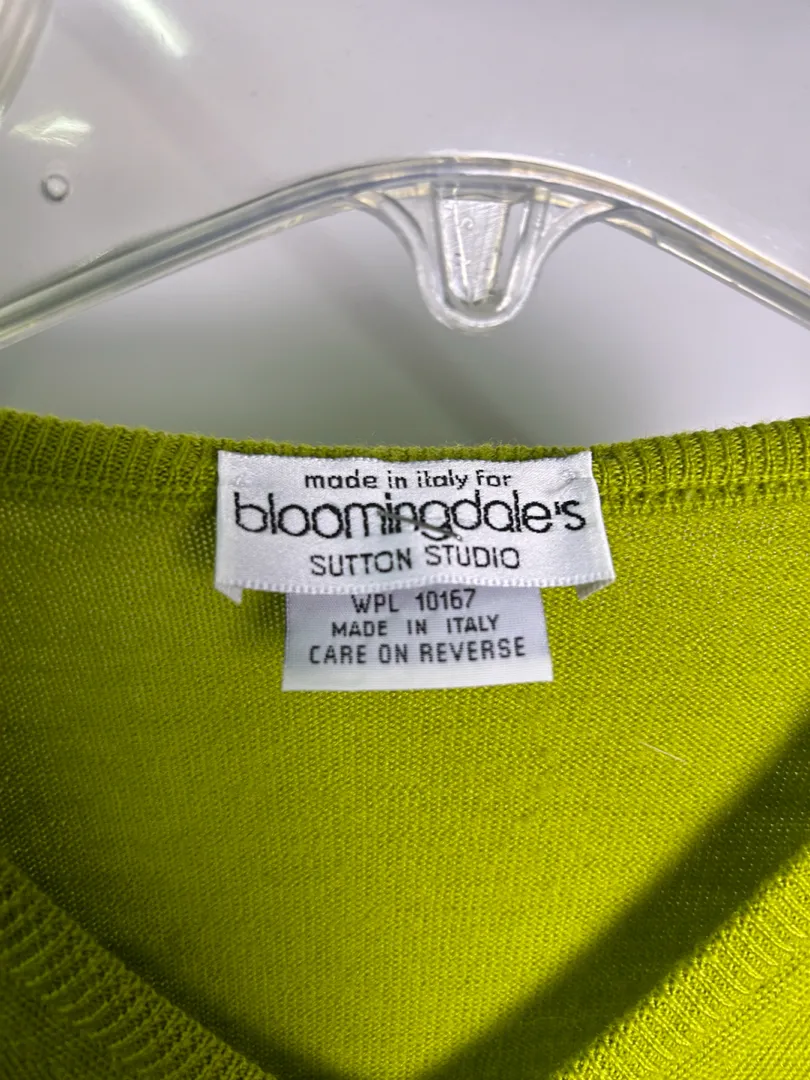 made in italy for
bloomingdale's
SUTTON STUDIO
WPL 10167
MADE IN ITALY
CARE ON REVERSE